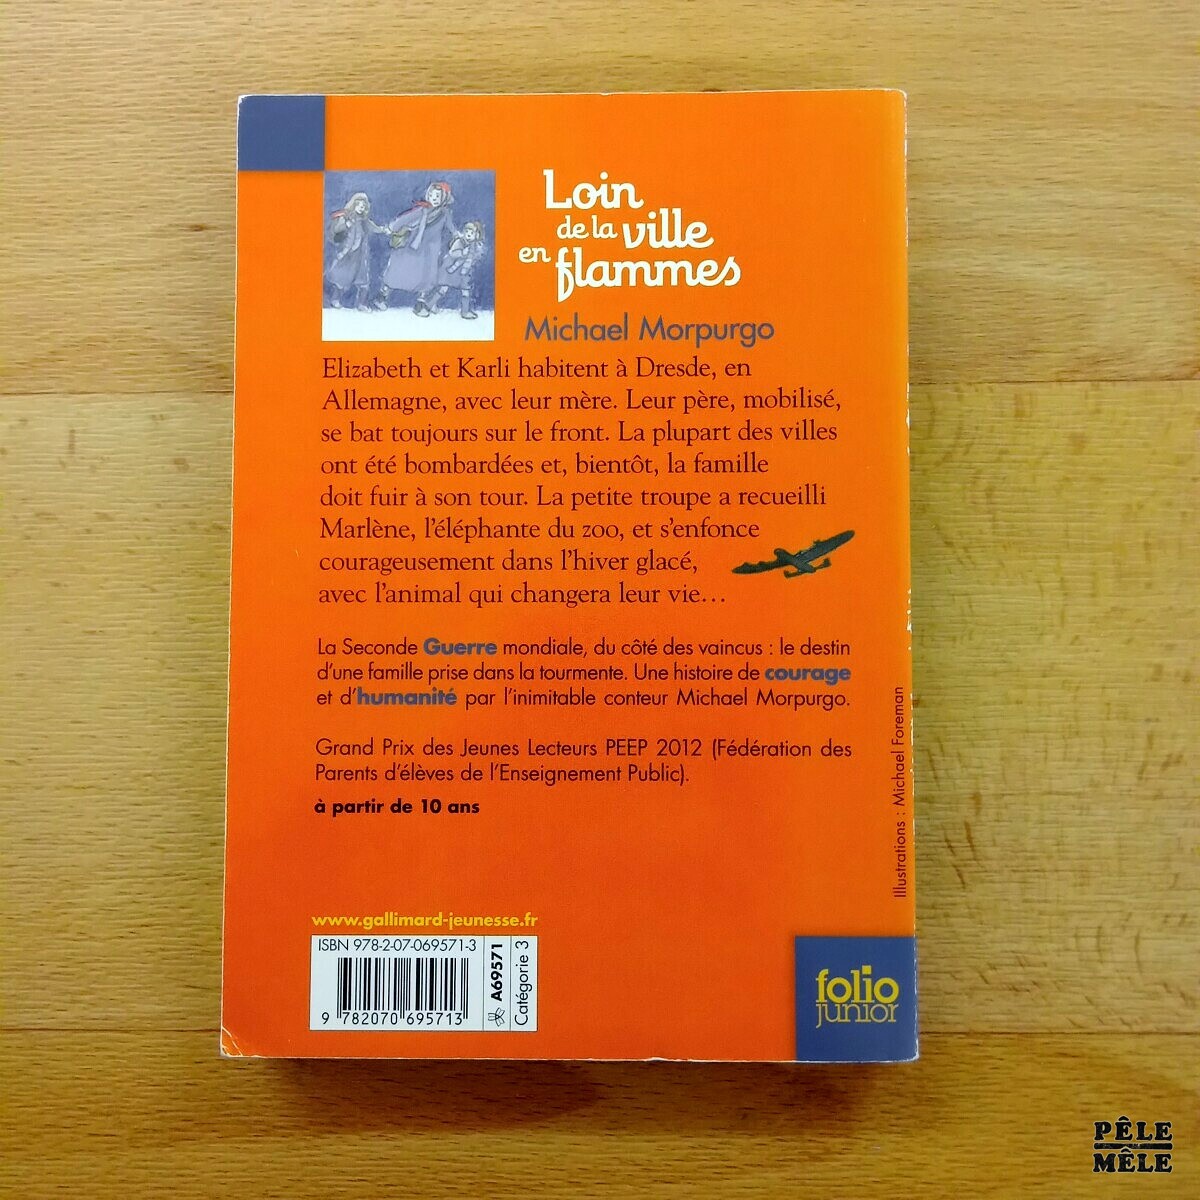 Loin
de la ville
en flammes
Michael Morpurgo
Elizabeth et Karli habitent à Dresde, en
Allemagne, avec leur mère. Leur père, mobilisé,
se bat toujours sur le front. La plupart des villes
ont été bombardées et, bientôt, la famille
doit fuir à son tour. La petite troupe a recueilli
Marlène, l'éléphante du zoo, et s'enfonce
courageusement dans l'hiver glacé,
avec l'animal qui changera leur vie…
La Seconde Guerre mondiale, du côté des vaincus : le destin
d'une famille prise dans la tourmente. Une histoire de courage
et d'humanité par l'inimitable conteur Michael Morpurgo.
Grand Prix des Jeunes Lecteurs PEEP 2012 (Fédération des
Parents d'élèves de l'Enseignement Public).
à partir de 10 ans
Illustrations : Michael Foreman
www.gallimard-jeunesse.fr
ISBN 978-2-07-069571-3
9 782070 695713
A69571
Catégorie 3
folio
junior
PÊLE
MÊLE